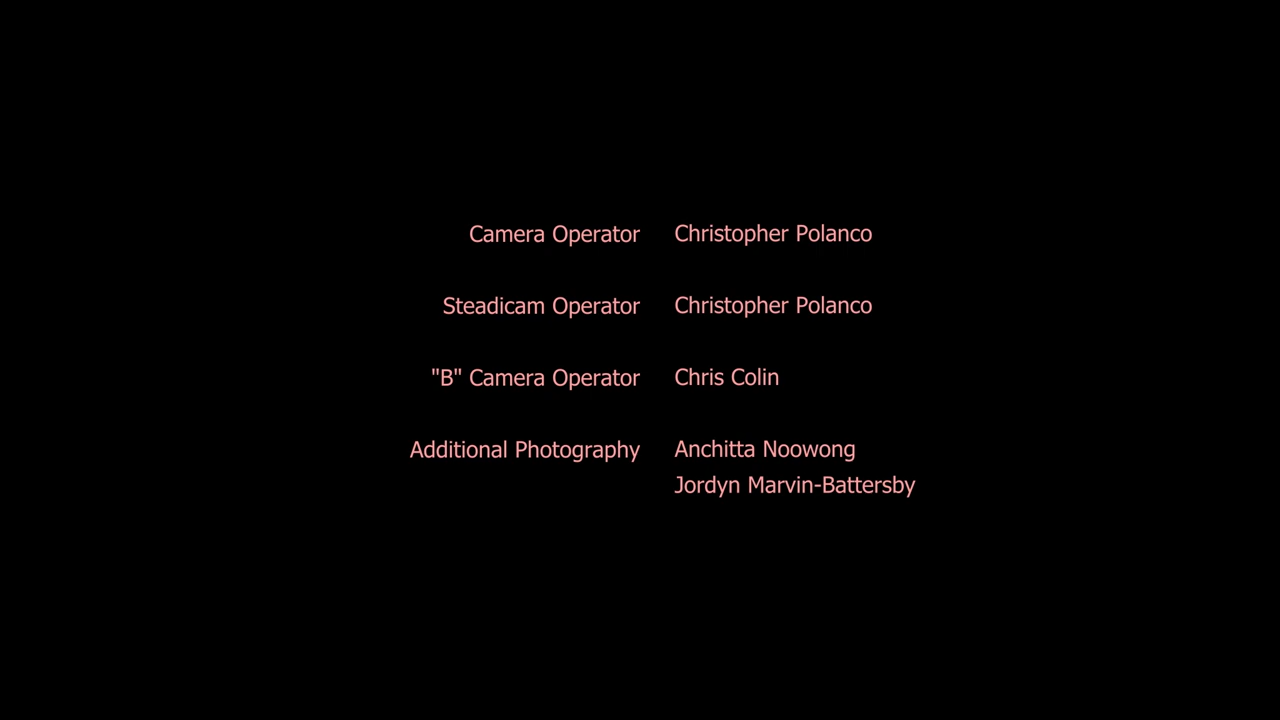 Camera Operator Christopher Polanco
Steadicam Operator Christopher Polanco
"B" Camera Operator Chris Colin
Additional Photography Anchitta Noowong
Jordyn Marvin-Battersby